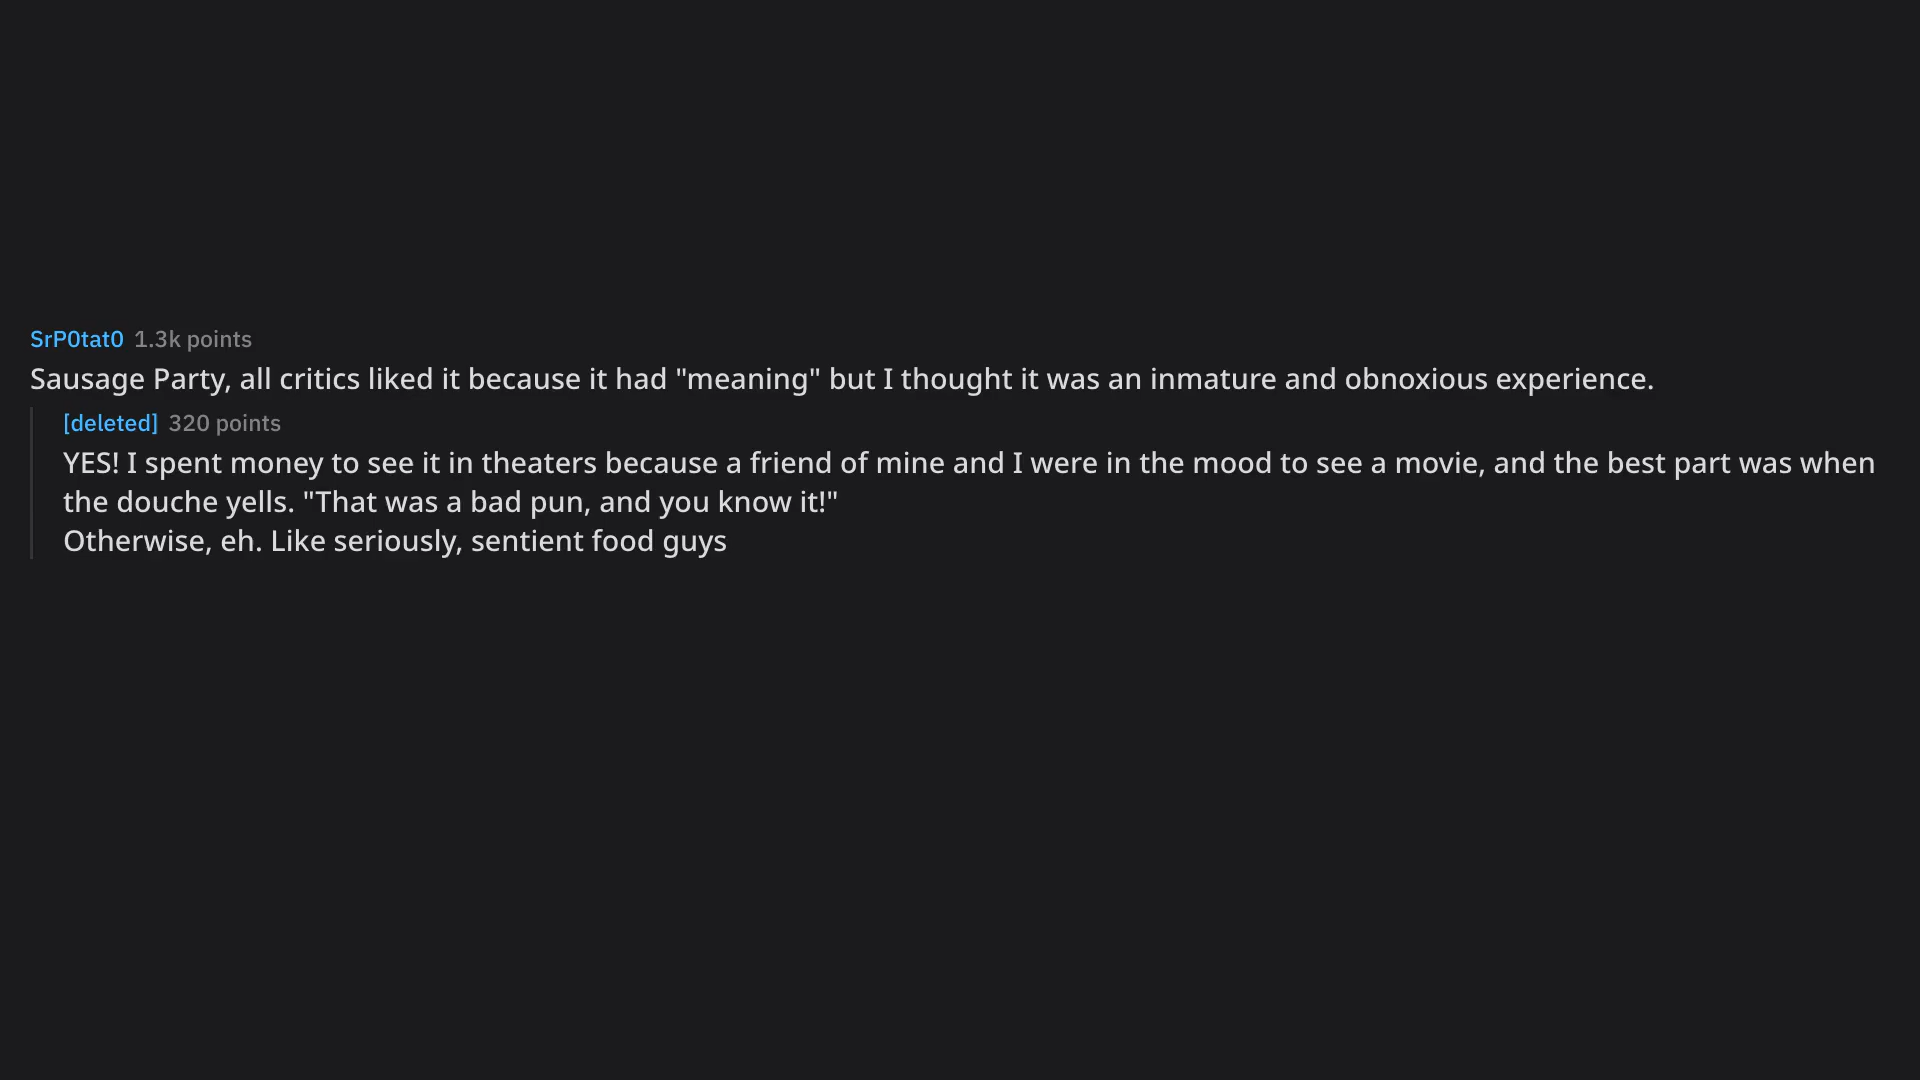 SrP0tat0 1.3k points
Sausage Party, all critics liked it because it had "meaning" but I thought it was an inmature and obnoxious experience.
[deleted] 320 points
YES! I spent money to see it in theaters because a friend of mine and I were in the mood to see a movie, and the best part was when
the douche yells. "That was a bad pun, and you know it!"
Otherwise, eh. Like seriously, sentient food guys